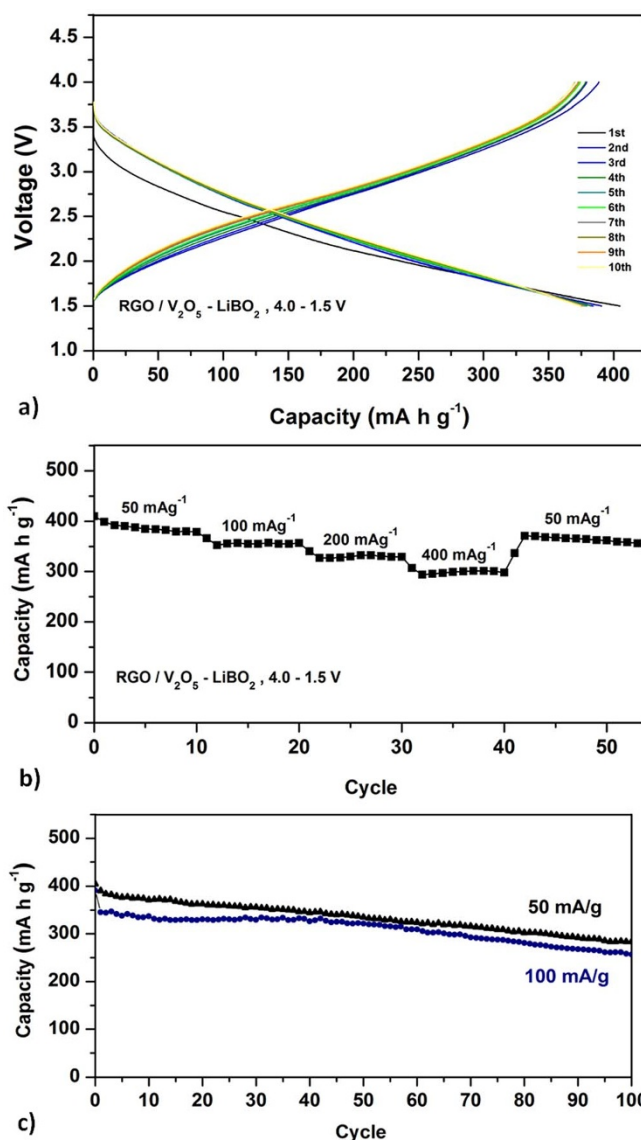 4.5
4.0
3.5
3.0
2.5
2.0
1.5
1.0
Voltage (V)
1st
2nd
3rd
4th
5th
6th
7th
8th
9th
10th
RGO / V₂O₅ - LiBO₂ , 4.0 - 1.5 V
0 50 100 150 200 250 300 350 400
Capacity (mA h g⁻¹)
a)
500
400
300
200
100
0
Capacity (mA h g⁻¹)
50 mAg⁻¹
100 mAg⁻¹
200 mAg⁻¹
400 mAg⁻¹
50 mAg⁻¹
RGO / V₂O₅ - LiBO₂ , 4.0 - 1.5 V
0 10 20 30 40 50
Cycle
b)
500
400
300
200
100
0
Capacity (mA h g⁻¹)
50 mA/g
100 mA/g
0 10 20 30 40 50 60 70 80 90 100
Cycle
c)